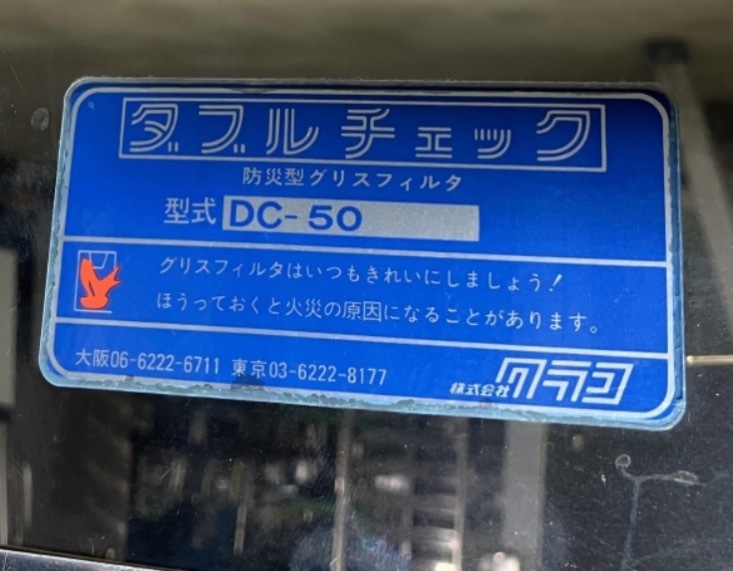 ダブルチェック
防災型グリスフィルタ
型式 DC-50
グリスフィルタはいつもきれいにしましょう!
ほうっておくと火災の原因になることがあります。
大阪06-6222-6711 東京03-6222-8177
株式会社クラコ